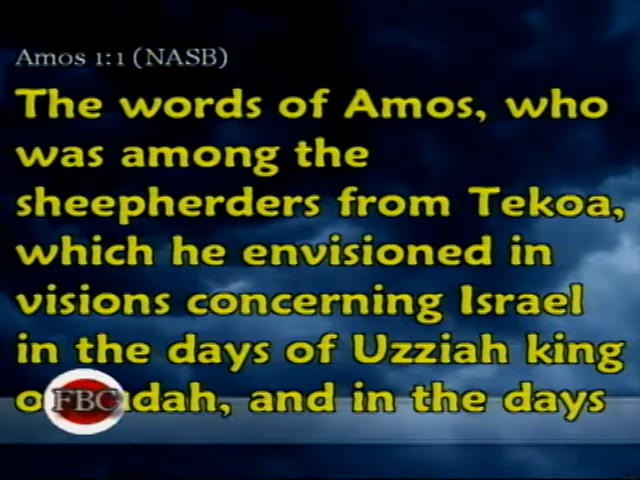 Amos 1:1 (NASB)
The words of Amos, who
was among the
sheepherders from Tekoa,
which he envisioned in
visions concerning Israel
in the days of Uzziah king
o dah, and in the days
FBC